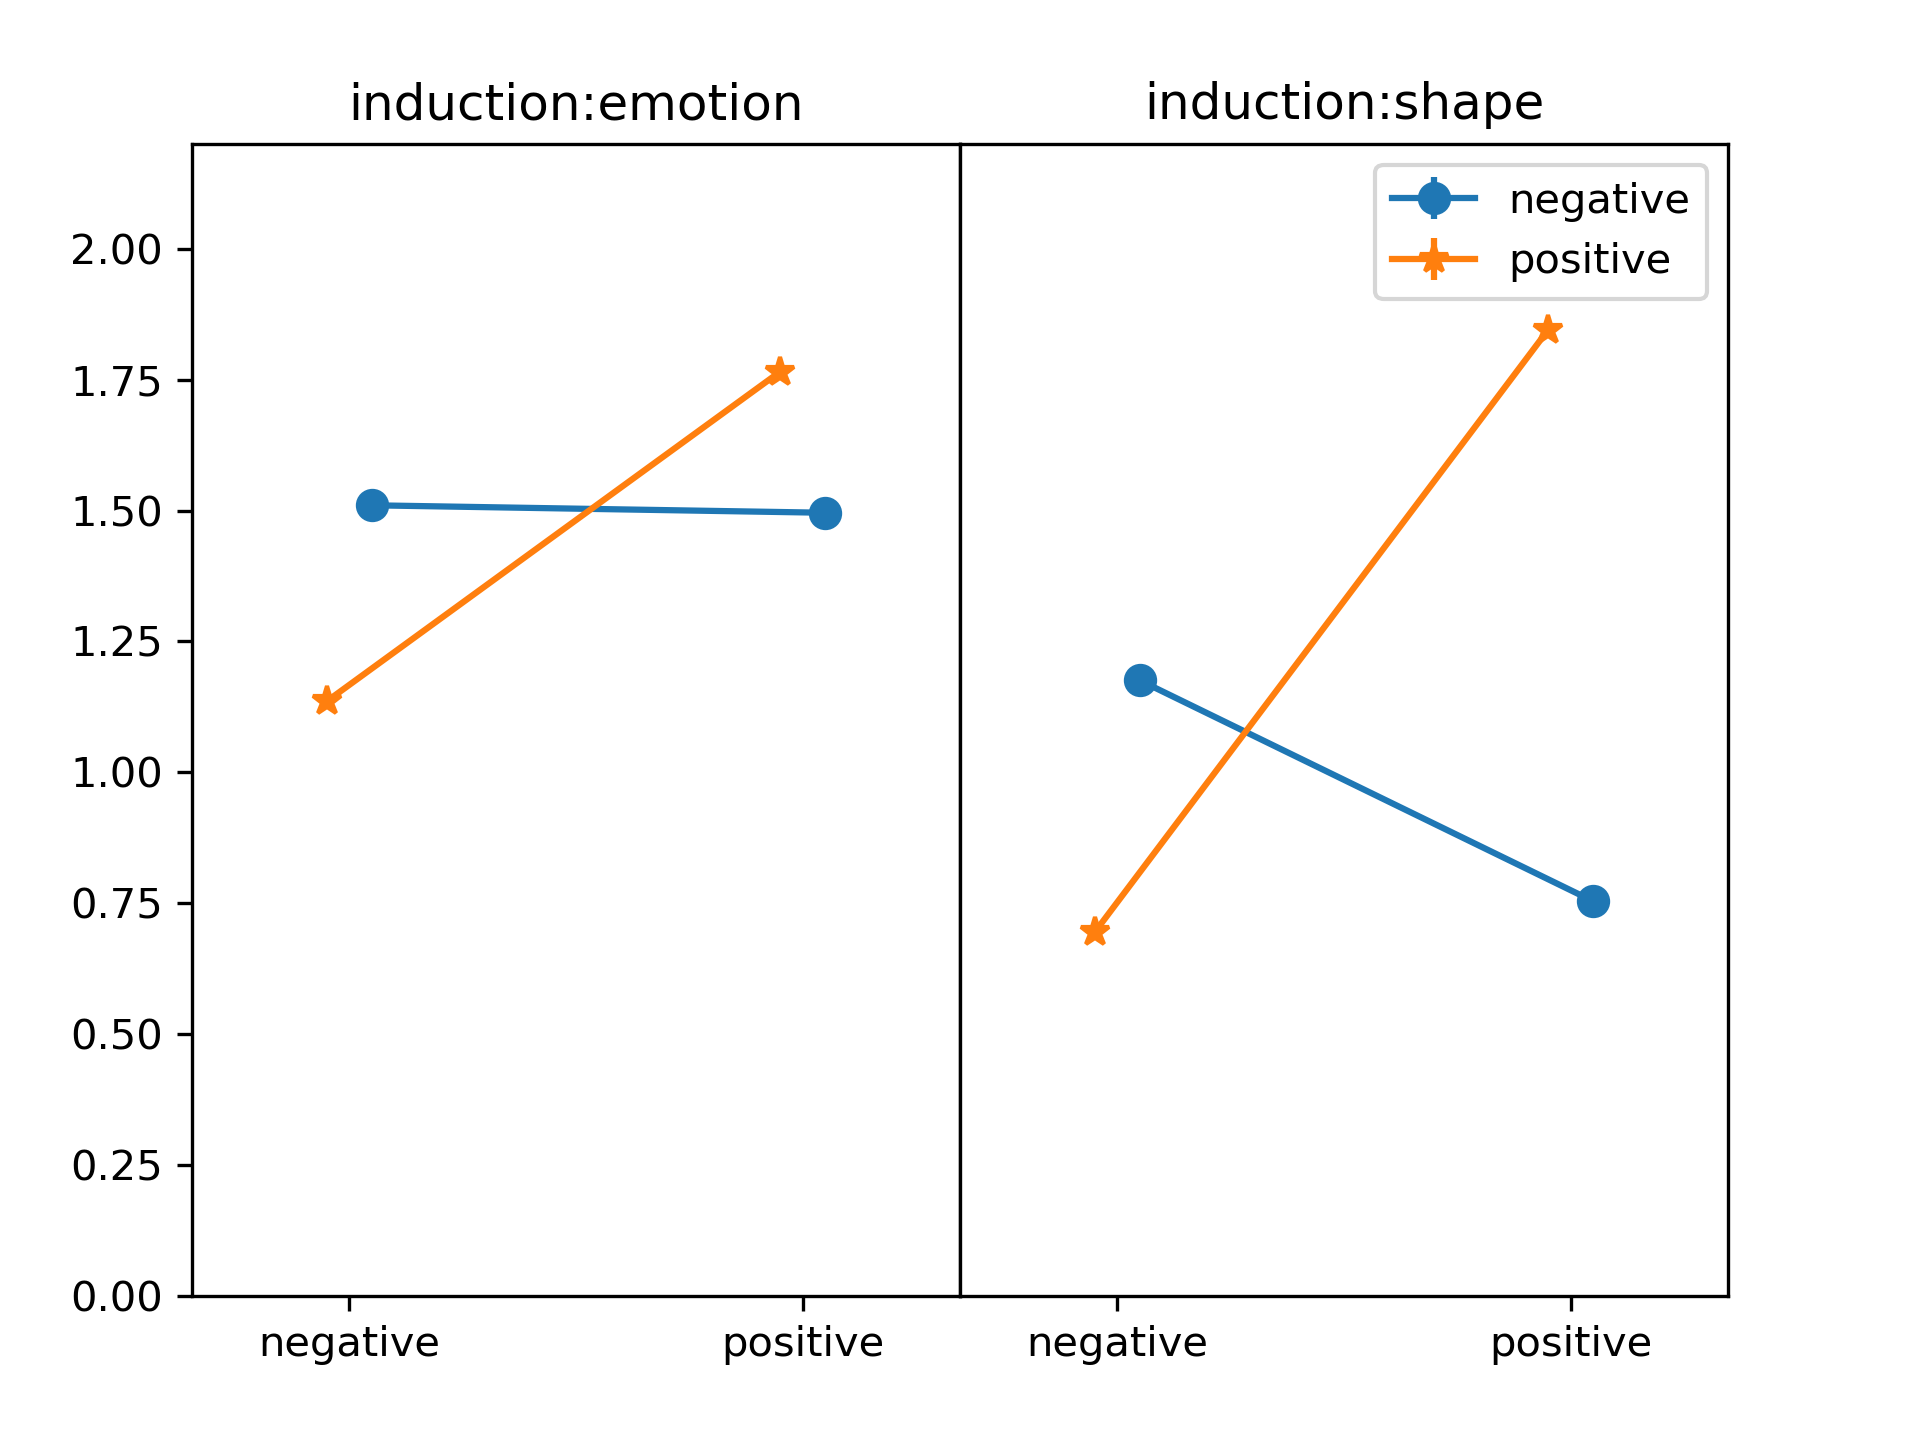 induction:emotion
induction:shape
negative
positive
2.00
1.75
1.50
1.25
1.00
0.75
0.50
0.25
0.00
negative positive negative positive